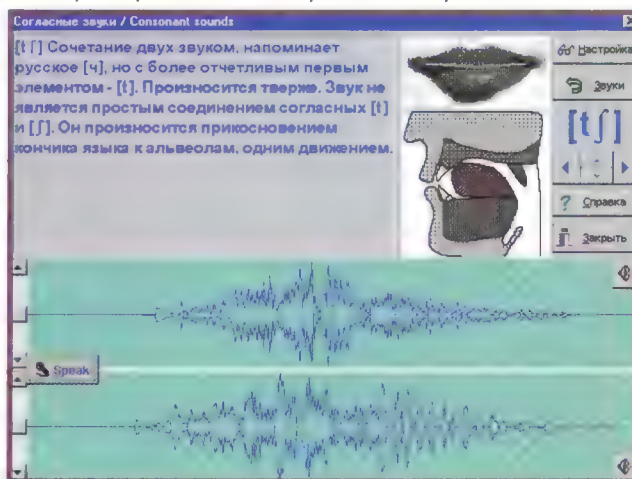 Согласные звуки / Consonant sounds
[t ʃ] Сочетание двух звуком, напоминает
русское [ч], но с более отчетливым первым
элементом - [t]. Произносится тверже. Звук не
является простым соединением согласных [t]
и [ʃ]. Он произносится прикосновением
кончика языка к альвеолам, одним движением.
Настройка
Звуки
[t ʃ]
? Справка
Закрыть
Speak